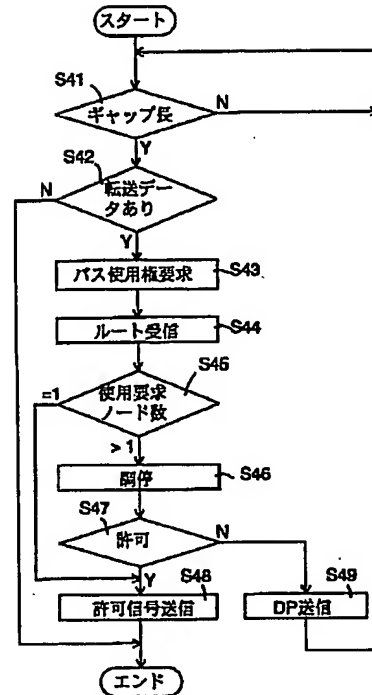 スタート
S41
ギャップ長
N
Y
S42
転送デー
タあり
N
Y
バス使用権要求
S43
ルート受信
S44
S45
使用要求
ノード数
=1
>1
調停
S46
S47
許可
N
Y
S48
許可信号送信
S49
DP送信
エンド